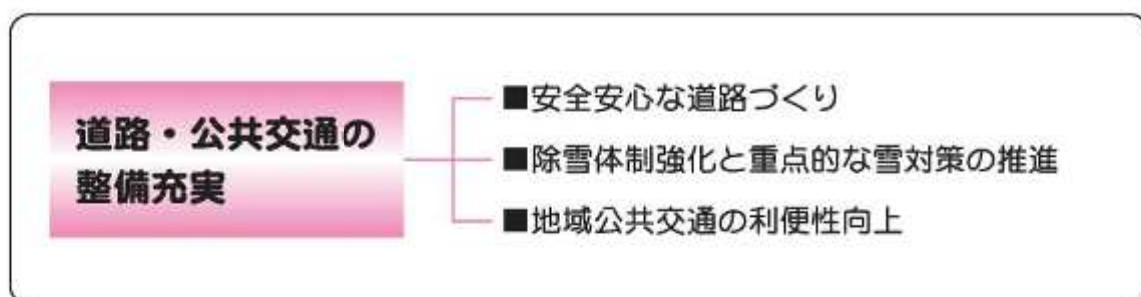 道路・公共交通の
整備充実
■安全安心な道路づくり
■除雪体制強化と重点的な雪対策の推進
■地域公共交通の利便性向上